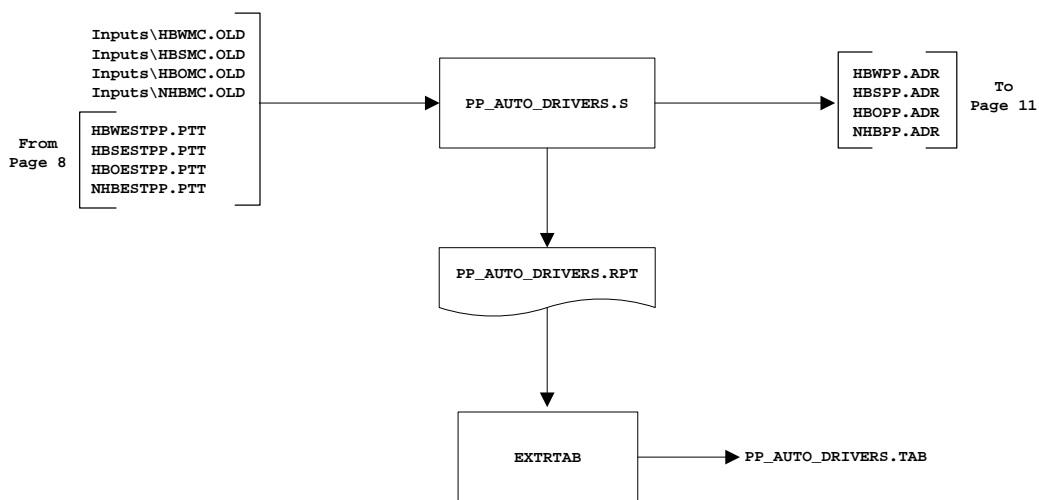 Inputs\HBWMC.OLD
Inputs\HBSMC.OLD
Inputs\HBOMC.OLD
Inputs\NHBMC.OLD
From
Page 8
HBWESTPP.PTT
HBSESTPP.PTT
HBOESTPP.PTT
NHBESTPP.PTT
PP_AUTO_DRIVERS.S
HBWPP.ADR
HBSPP.ADR
HBOPP.ADR
NHBPP.ADR
To
Page 11
PP_AUTO_DRIVERS.RPT
EXTRTAB
PP_AUTO_DRIVERS.TAB